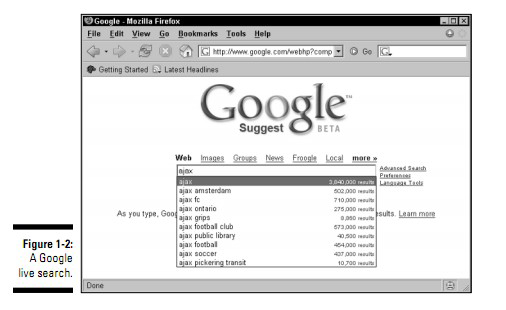 Google - Mozilla Firefox
File Edit View Go Bookmarks Tools Help
http://www.google.com/webhp?comp Go G
Getting Started Latest Headlines
Google™
Suggest BETA
Web Images Groups News Froogle Local more »
ajax
Advanced Search
Preferences
Language Tools
ajax 3,840,000 results
ajax amsterdam 502,000 results
ajax fc 710,000 results
ajax ontario 275,000 results
ajax grips 8,860 results
ajax football club 573,000 results
ajax public library 40,500 results
ajax football 454,000 results
ajax soccer 437,000 results
ajax pickering transit 10,700 results
As you type, Goog sults. Learn more
Done
Figure 1-2:
A Google
live search.